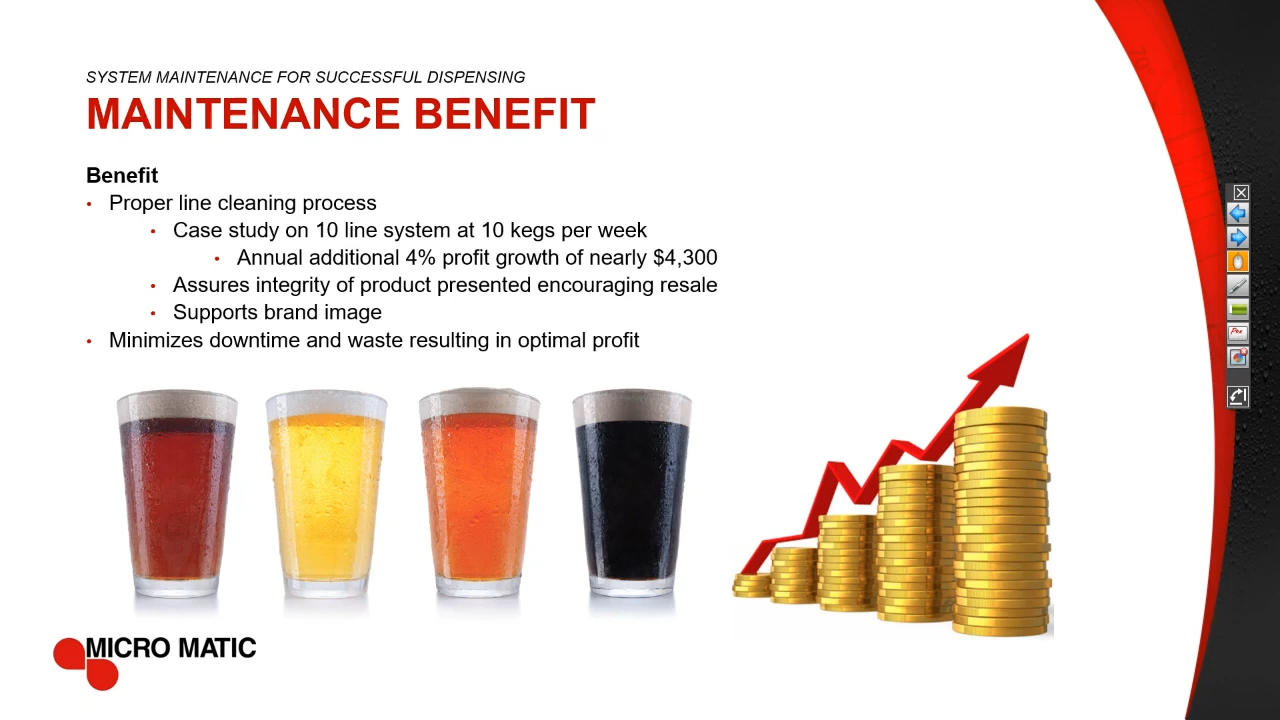 SYSTEM MAINTENANCE FOR SUCCESSFUL DISPENSING
MAINTENANCE BENEFIT
Benefit
• Proper line cleaning process
• Case study on 10 line system at 10 kegs per week
• Annual additional 4% profit growth of nearly $4,300
• Assures integrity of product presented encouraging resale
• Supports brand image
• Minimizes downtime and waste resulting in optimal profit
MICRO MATIC